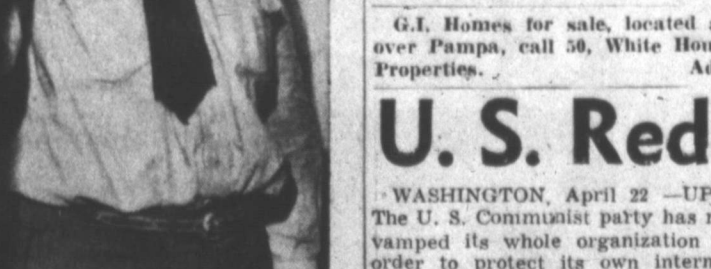 G.I. Homes for sale, located
over Pampa, call 50, White Hou
Properties. Ad
U. S. Red
WASHINGTON, April 22 —UP
The U. S. Communist party has r
vamped its whole organization
order to protect its own intern